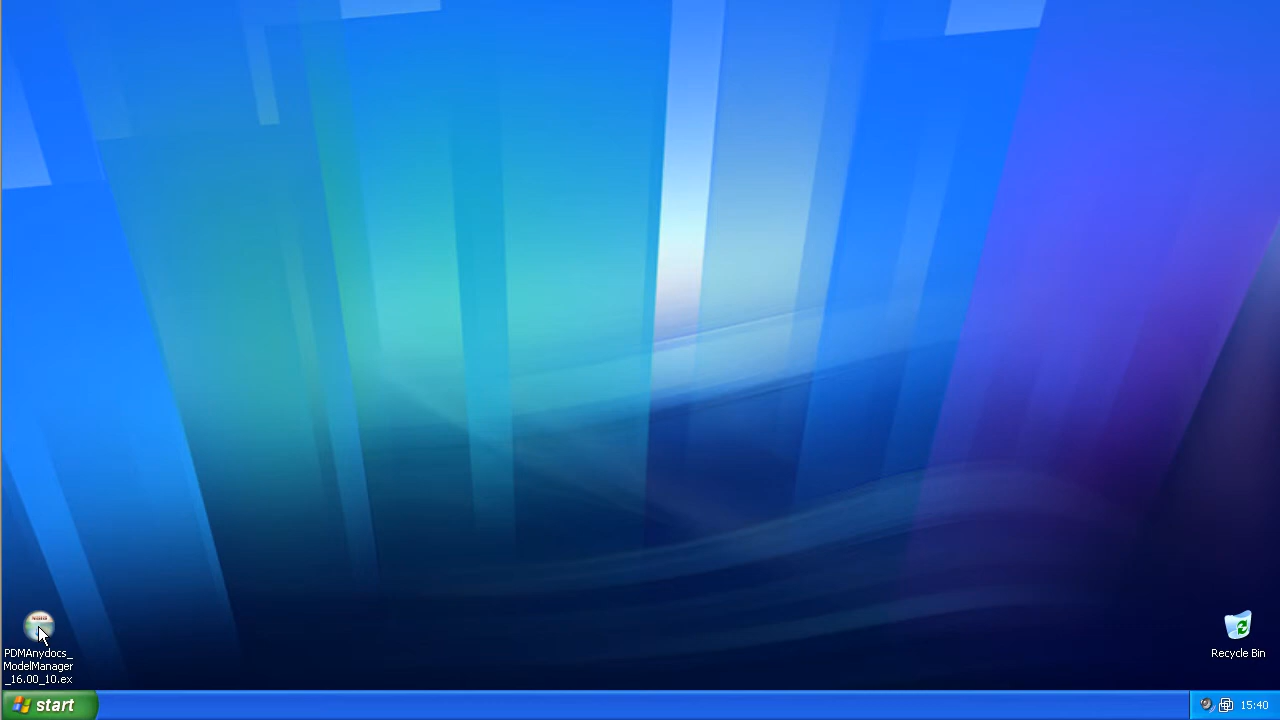 PDMAnydocs_
ModelManager
_16.00_10.ex
Recycle Bin
start
15:40